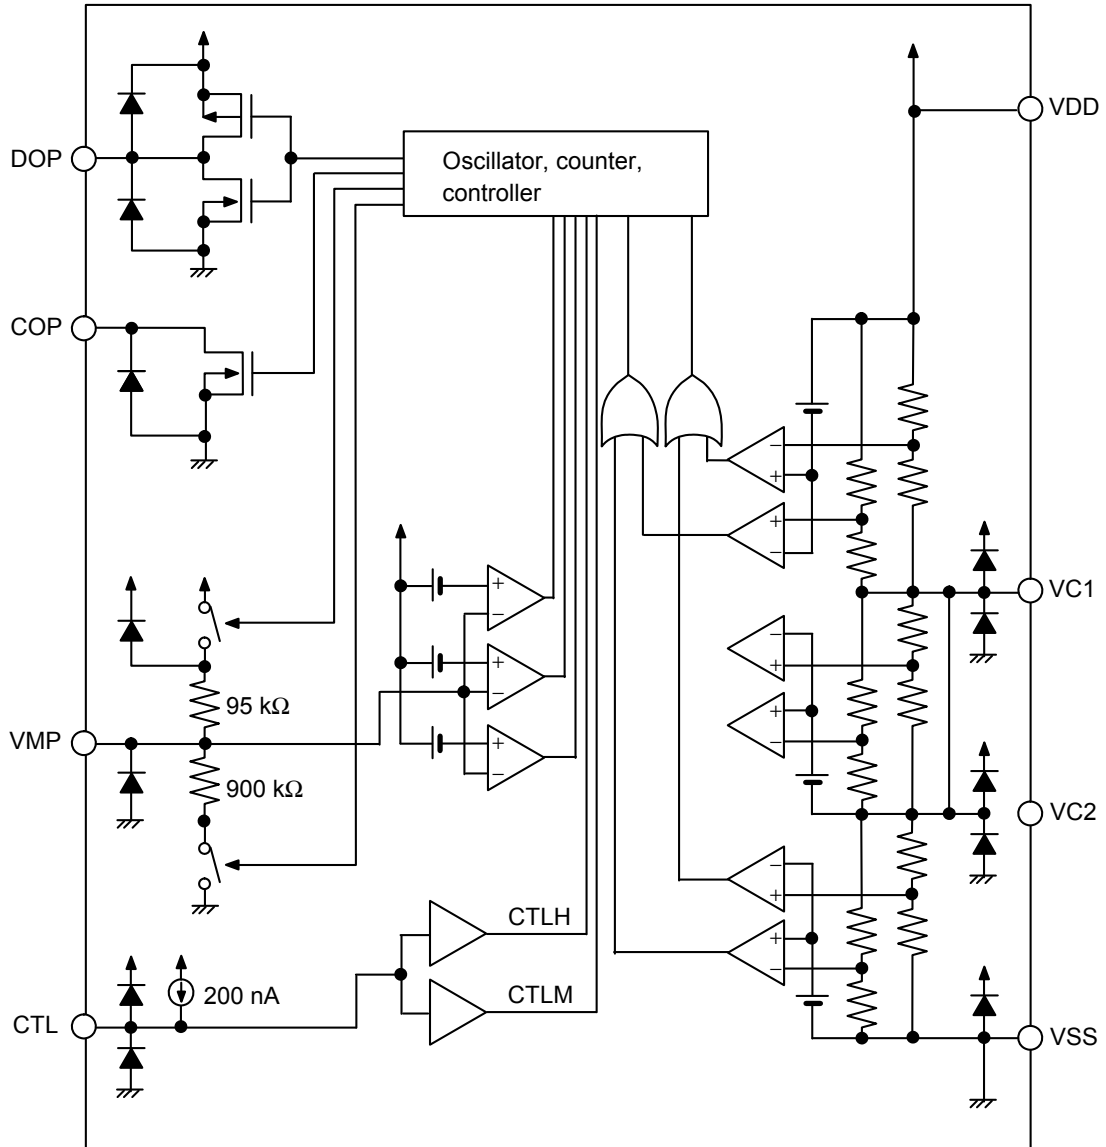 DOP
COP
VMP
CTL
Oscillator, counter,
controller
95 kΩ
900 kΩ
200 nA
CTLH
CTLM
+
−
+
−
+
−
−
+
+
−
−
+
+
−
−
+
+
−
VDD
VC1
VC2
VSS